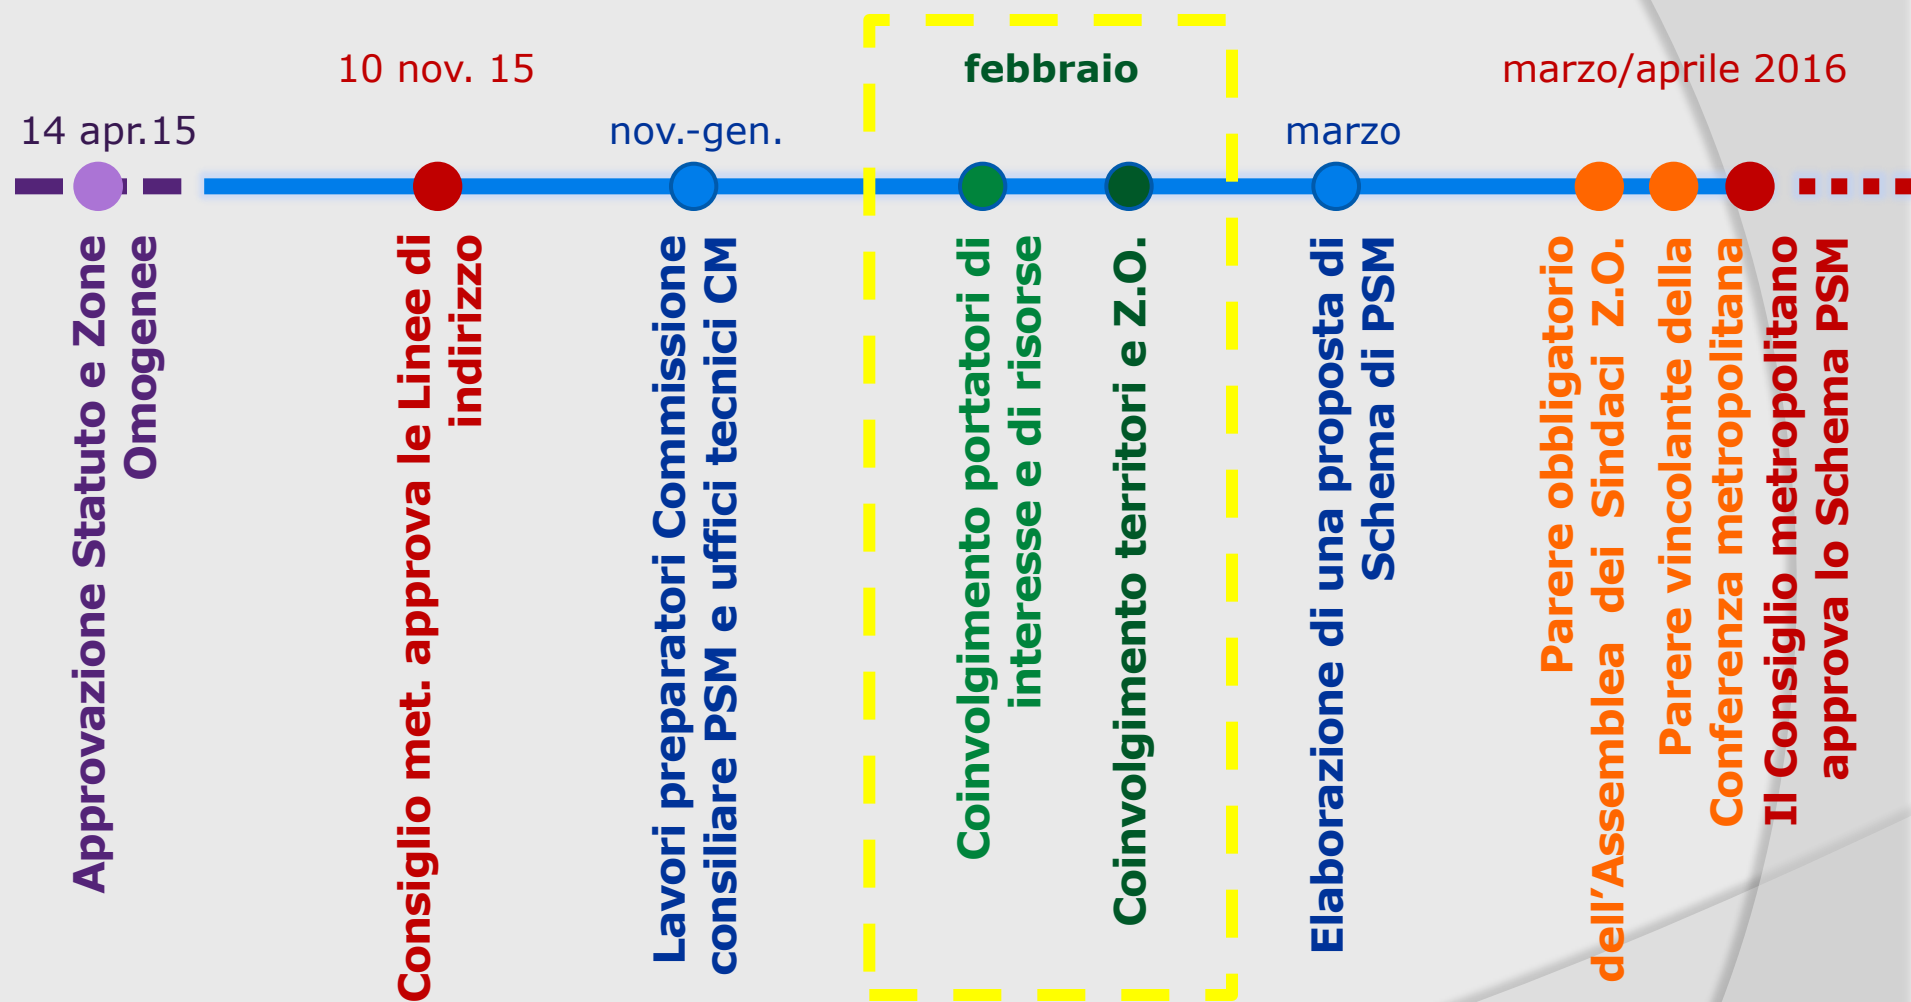 14 apr.15
Approvazione Statuto e Zone
Omogenee
10 nov. 15
Consiglio met. approva le Linee di
indirizzo
nov.-gen.
Lavori preparatori Commissione
consiliare PSM e uffici tecnici CM
febbraio
Coinvolgimento portatori di
interesse e di risorse
Coinvolgimento territori e Z.O.
marzo
Elaborazione di una proposta di
Schema di PSM
marzo/aprile 2016
Parere obbligatorio
dell’Assemblea dei Sindaci Z.O.
Parere vincolante della
Conferenza metropolitana
Il Consiglio metropolitano
approva lo Schema PSM